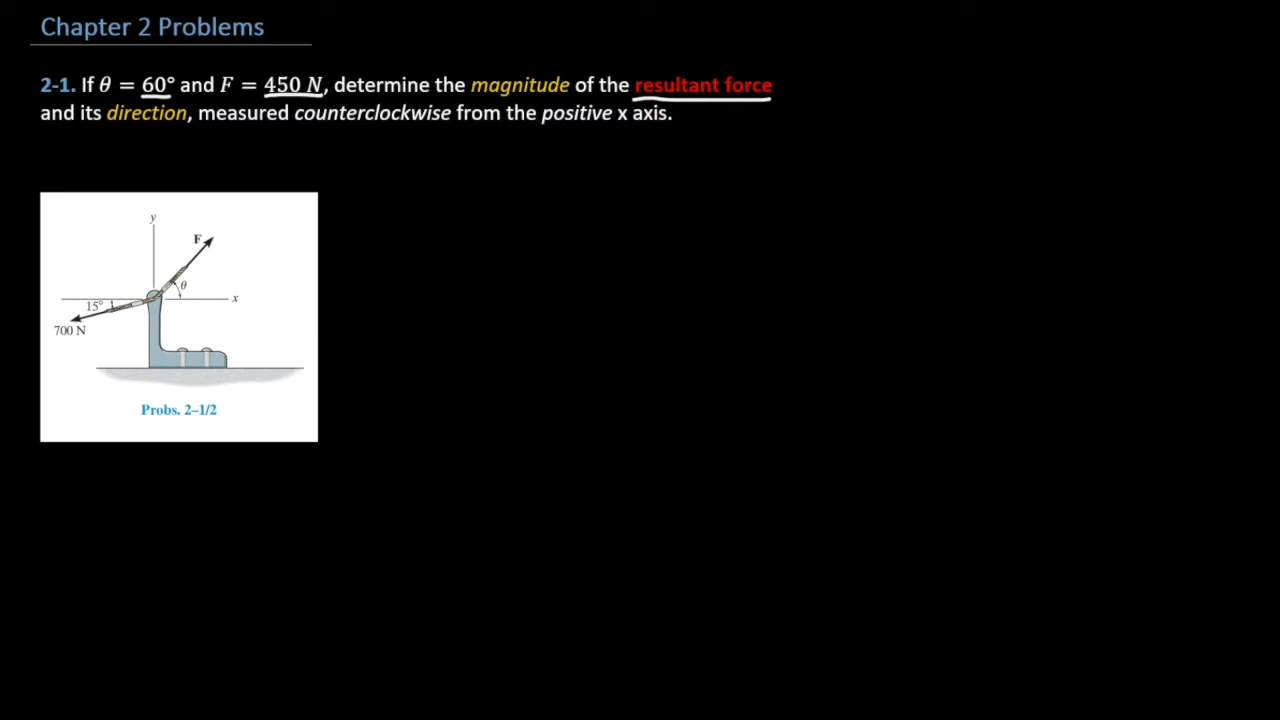 Chapter 2 Problems
2-1. If θ = 60° and F = 450 N, determine the magnitude of the resultant force
and its direction, measured counterclockwise from the positive x axis.
y
F
θ
x
15°
700 N
Probs. 2–1/2